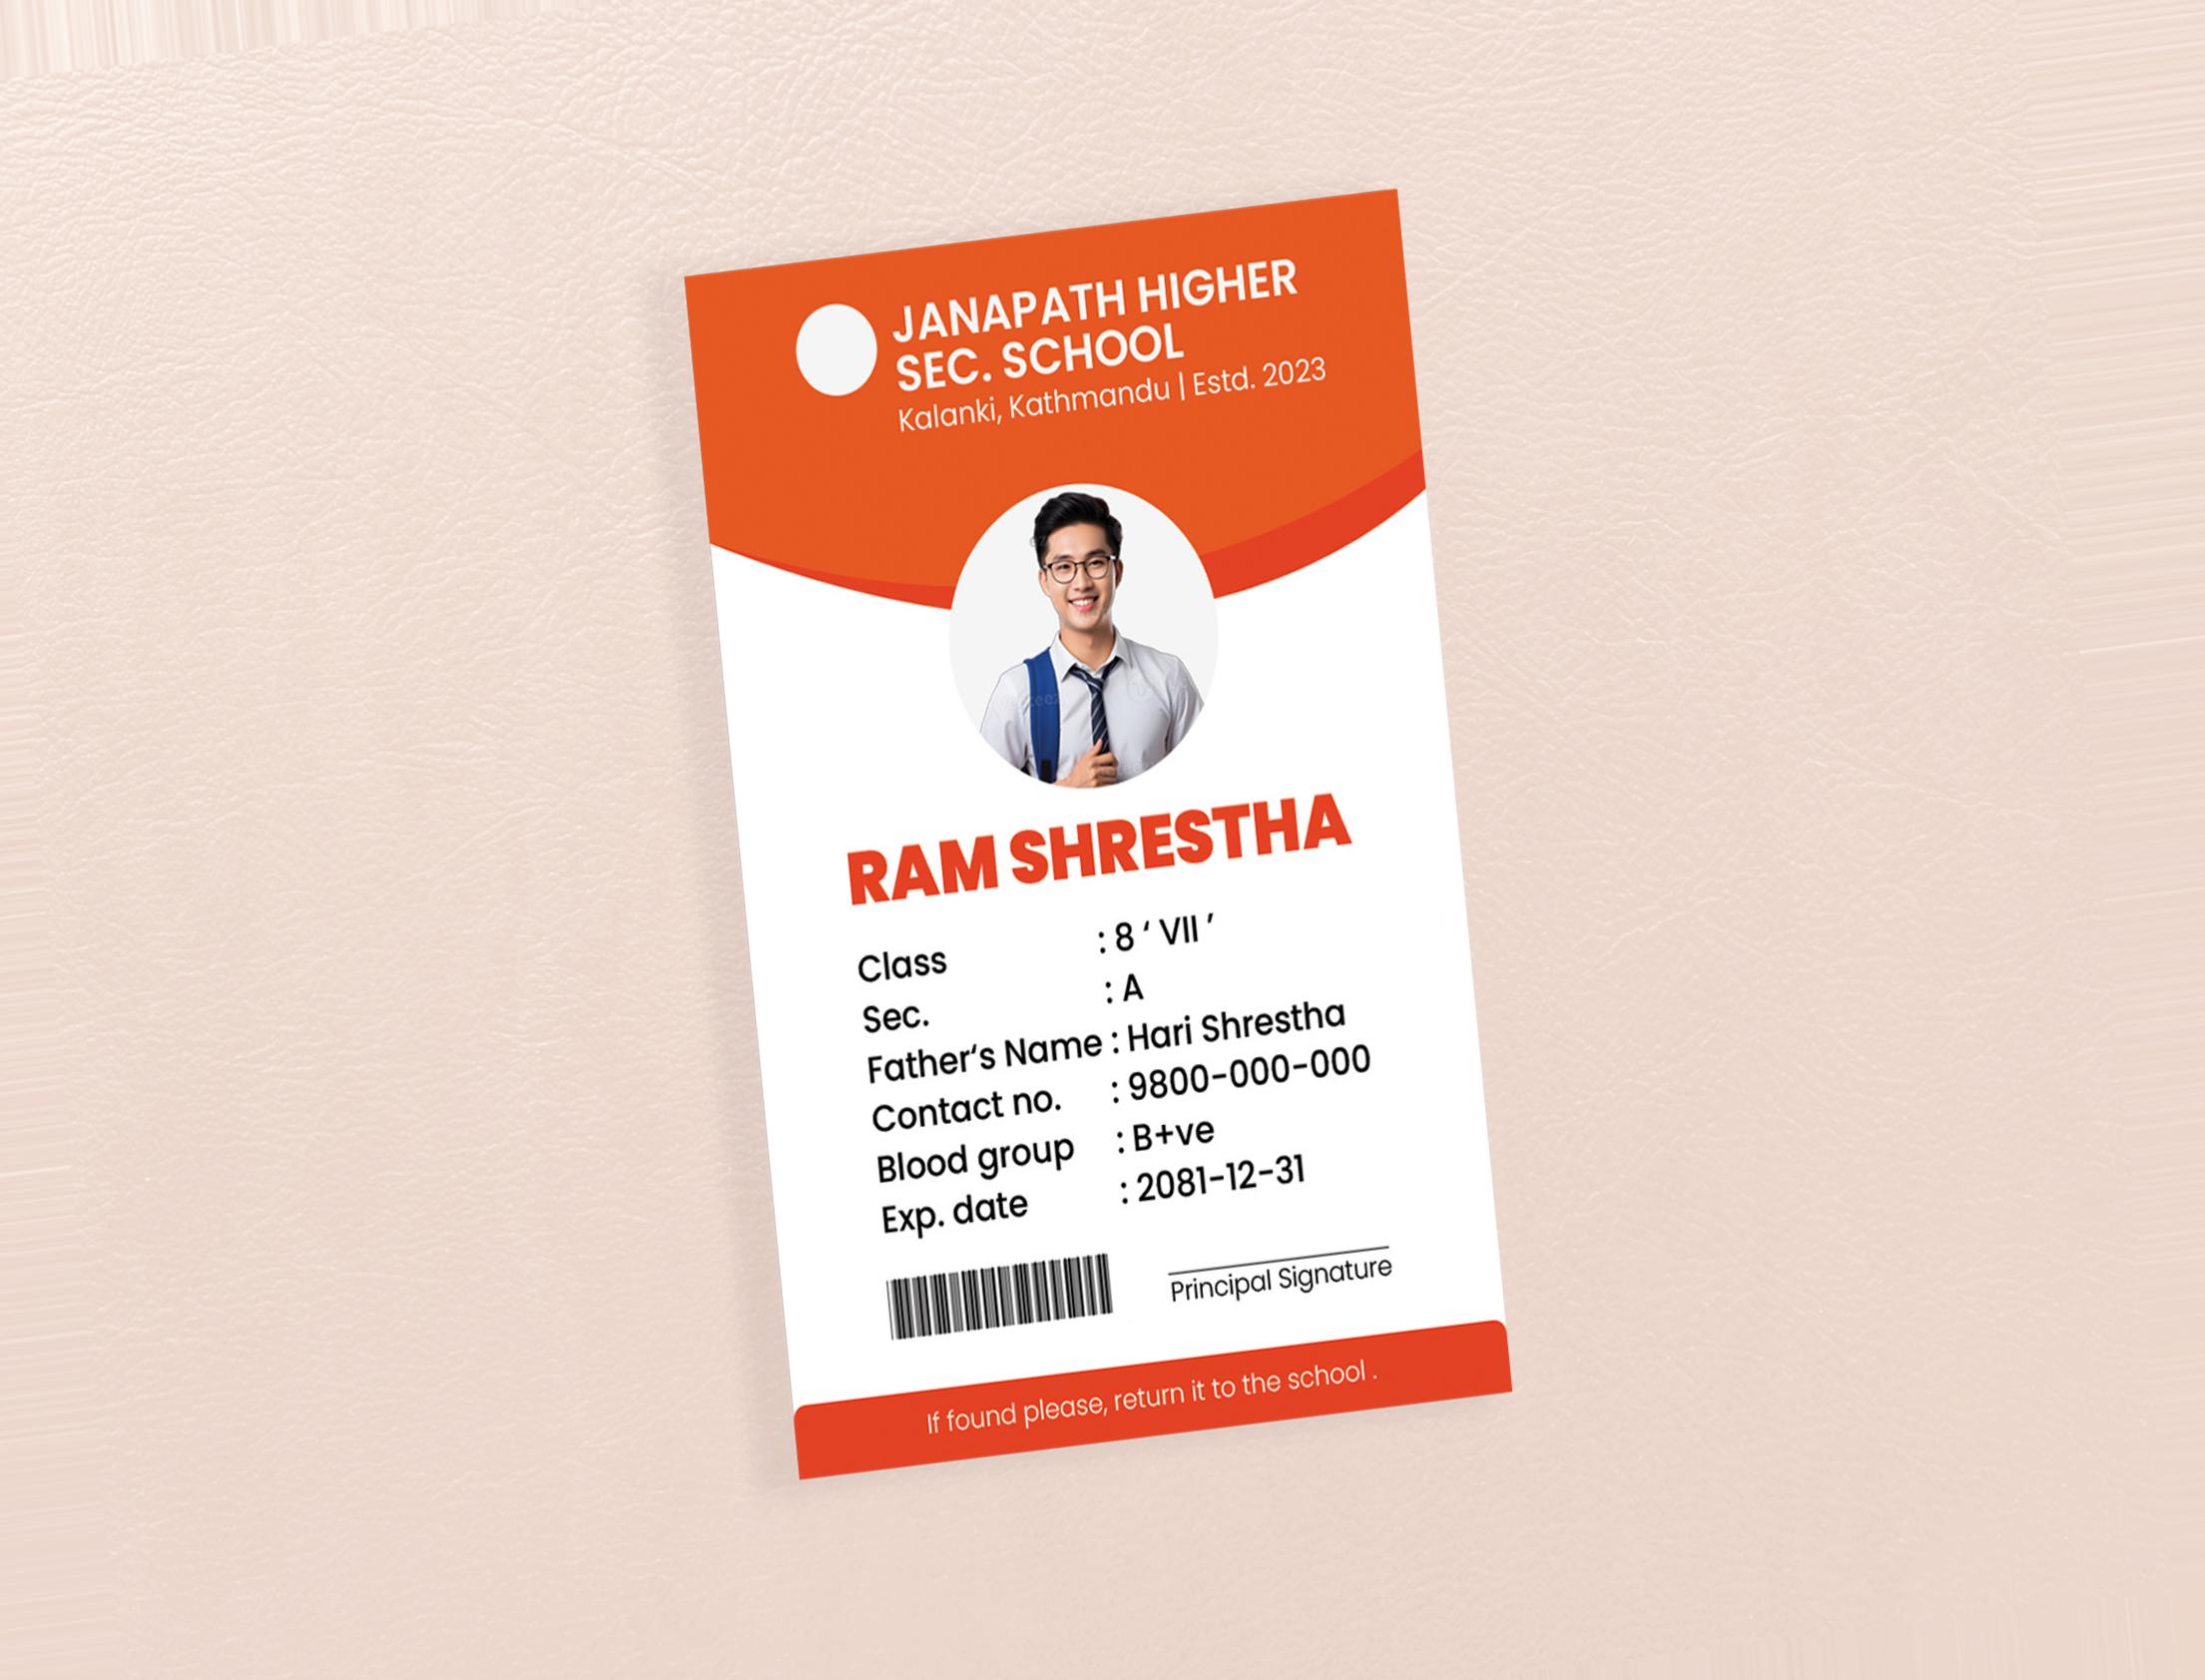 JANAPATH HIGHER
SEC. SCHOOL
Kalanki, Kathmandu | Estd. 2023
RAM SHRESTHA
Class : 8 ‘ VII ’
Sec. : A
Father‘s Name : Hari Shrestha
Contact no. : 9800-000-000
Blood group : B+ve
Exp. date : 2081-12-31
Principal Signature
If found please, return it to the school .